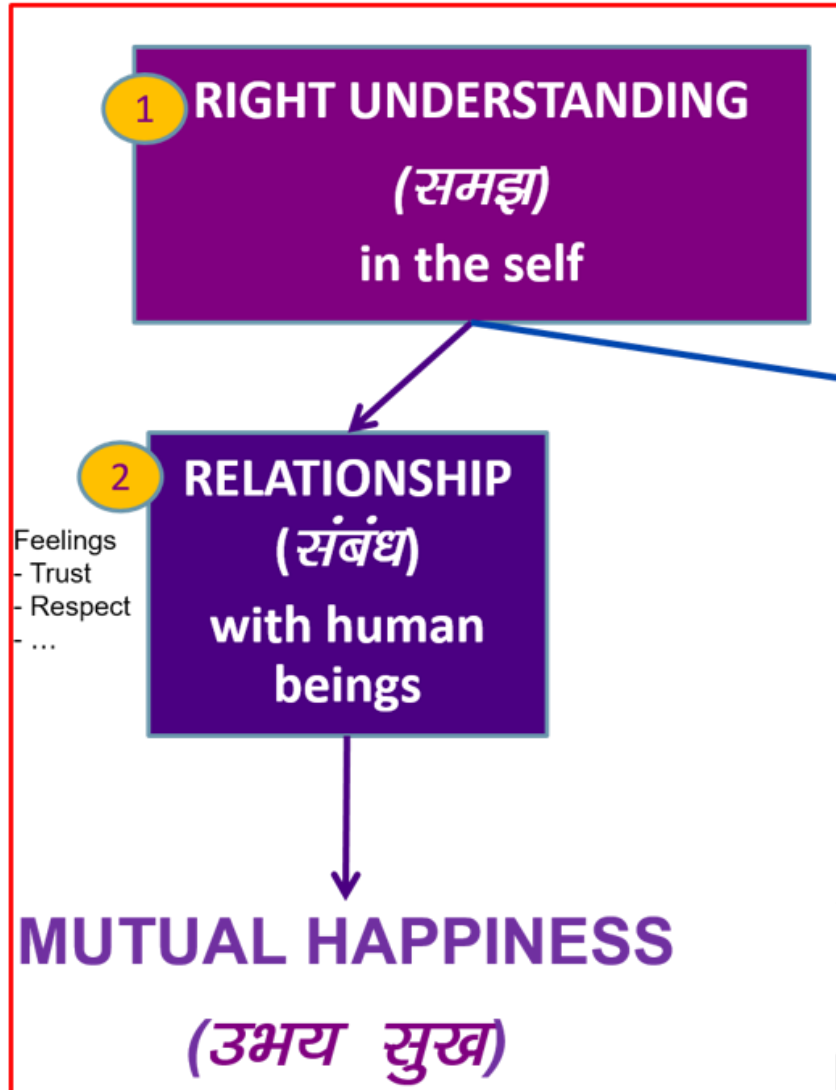 1
RIGHT UNDERSTANDING
(समझ)
in the self
2
RELATIONSHIP
(संबंध)
with human
beings
Feelings
- Trust
- Respect
- ...
MUTUAL HAPPINESS
(उभय सुख)